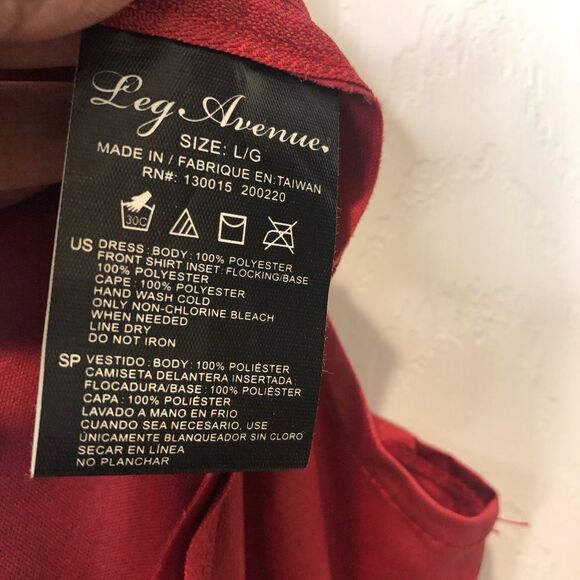 Leg Avenue
SIZE: L/G
MADE IN / FABRIQUE EN:TAIWAN
RN#: 130015 200220
30C
US DRESS : BODY : 100% POLYESTER
FRONT SHIRT INSET: FLOCKING/BASE :
100% POLYESTER
CAPE: 100% POLYESTER
HAND WASH COLD
ONLY NON-CHLORINE BLEACH
WHEN NEEDED
LINE DRY
DO NOT IRON
SP VESTIDO : BODY : 100% POLIÉSTER
CAMISETA DELANTERA INSERTADA:
FLOCADURA/BASE : 100% POLIÉSTER
CAPA: 100% POLIÉSTER
LAVADO A MANO EN FRIO
CUANDO SEA NECESARIO, USE
ÚNICAMENTE BLANQUEADOR SIN CLORO
SECAR EN LÍNEA
NO PLANCHAR